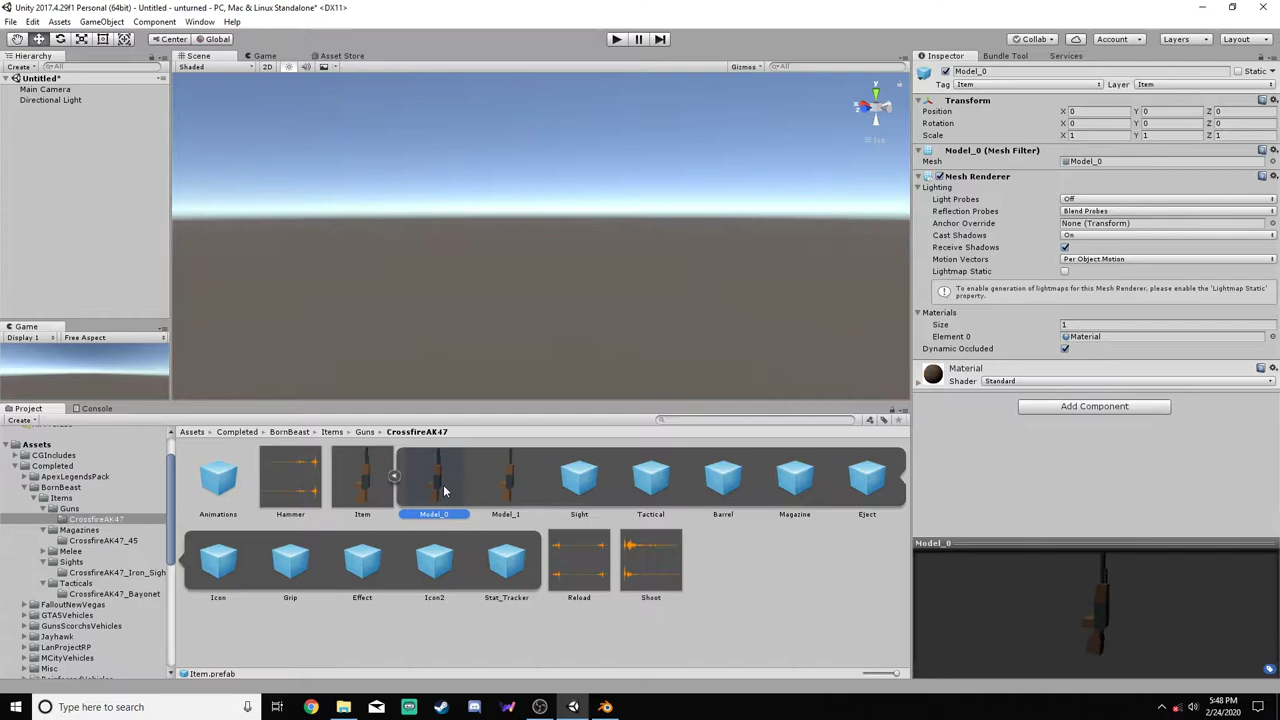 Unity 2017.4.29f1 Personal (64bit) - Untitled - unturned - PC, Mac & Linux Standalone* <DX11>
File Edit Assets GameObject Component Window Help
Center Global Collab Account Layers Layout
Hierarchy Scene Game Asset Store Inspector Bundle Tool Services
Create All Shaded 2D Gizmos All Model_0 Static
Untitled*
Tag Item Layer Item
Main Camera
Directional Light
Transform
Position X 0 Y 0 Z 0
Rotation X 0 Y 0 Z 0
Scale X 1 Y 1 Z 1
y
Model_0 (Mesh Filter)
Mesh Model_0
Mesh Renderer
Lighting
Light Probes Off
Reflection Probes Blend Probes
Anchor Override None (Transform)
Cast Shadows On
Receive Shadows
Motion Vectors Per Object Motion
Lightmap Static
To enable generation of lightmaps for this Mesh Renderer, please enable the 'Lightmap Static'
property.
Materials
Size 1
Element 0 Material
Dynamic Occluded
Material
Shader Standard
Add Component
Game
Display 1 Free Aspect
Project Console
Create
Assets Completed BornBeast Items Guns CrossfireAK47
Assets
CGIncludes
Completed
ApexLegendsPack
BornBeast
Items
Guns
CrossfireAK47
Magazines
CrossfireAK47_45
Melee
Sights
CrossfireAK47_Iron_Sigh
Tacticals
CrossfireAK47_Bayonet
FalloutNewVegas
GTA5Vehicles
GunsScorchsVehicles
Jayhawk
LanProjectRP
MCityVehicles
Misc
Animations Hammer Item Model_0 Model_1 Sight Tactical Barrel Magazine Eject
Icon Grip Effect Icon2 Stat_Tracker Reload Shoot
Item.prefab
Model_0
Type here to search
5:48 PM
2/24/2020